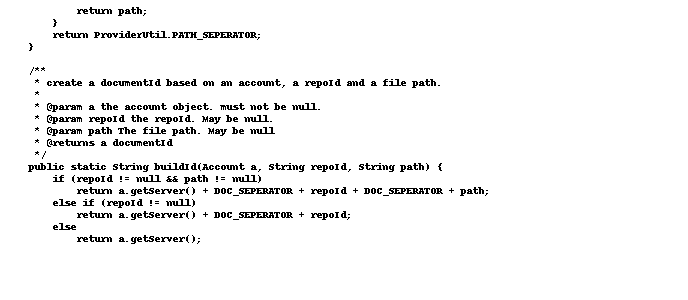 return path;
        }
        return ProviderUtil.PATH_SEPERATOR;
    }

    /**
     * create a documentId based on an account, a repoId and a file path.
     *
     * @param a the account object. must not be null.
     * @param repoId the repoId. May be null.
     * @param path The file path. May be null
     * @returns a documentId
     */
    public static String buildId(Account a, String repoId, String path) {
        if (repoId != null && path != null)
            return a.getServer() + DOC_SEPERATOR + repoId + DOC_SEPERATOR + path;
        else if (repoId != null)
            return a.getServer() + DOC_SEPERATOR + repoId;
        else
            return a.getServer();